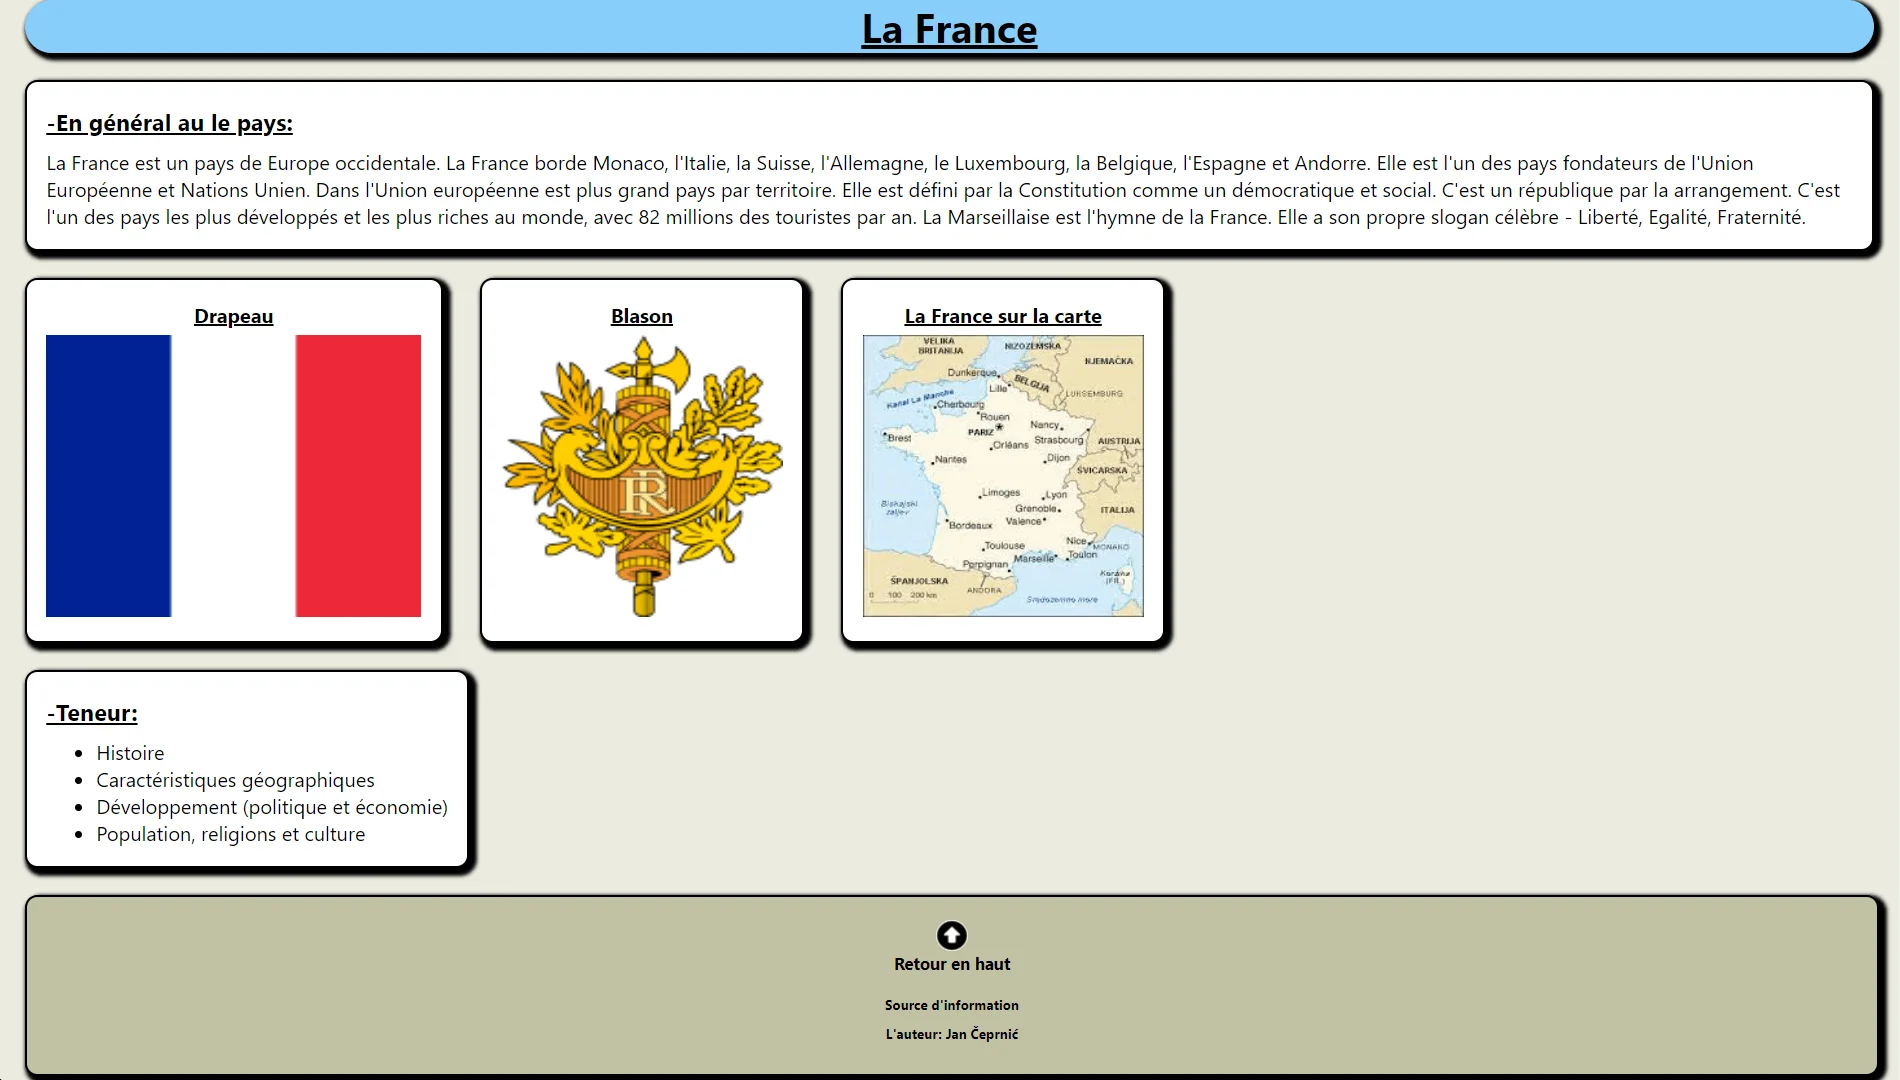 La France
-En général au le pays:
La France est un pays de Europe occidentale. La France borde Monaco, l'Italie, la Suisse, l'Allemagne, le Luxembourg, la Belgique, l'Espagne et Andorre. Elle est l'un des pays fondateurs de l'Union
Européenne et Nations Unien. Dans l'Union européenne est plus grand pays par territoire. Elle est défini par la Constitution comme un démocratique et social. C'est un république par la arrangement. C'est
l'un des pays les plus développés et les plus riches au monde, avec 82 millions des touristes par an. La Marseillaise est l'hymne de la France. Elle a son propre slogan célèbre - Liberté, Egalité, Fraternité.
Drapeau
Blason
RF
La France sur la carte
VELIKA
BRITANIJA
NIZOZEMSKA
NJEMAČKA
Dunkerque
BELGIJA
Lille
LUKSEMBURG
Kanal La Manche
Cherbourg
Rouen
PARIZ
Nancy
Brest
Strasbourg
AUSTRIJA
Orléans
Nantes
Dijon
ŠVICARSKA
Limoges
Lyon
Biskajski
zaljev
Grenoble
ITALIJA
Valence
Bordeaux
Nice
MONAKO
Toulouse
Marseille
Toulon
Perpignan
Korzika
(FR.)
ŠPANJOLSKA
ANDORA
0 100 200 km
Sredozemno more
-Teneur:
Histoire
Caractéristiques géographiques
Développement (politique et économie)
Population, religions et culture
Retour en haut
Source d'information
L'auteur: Jan Čeprnić